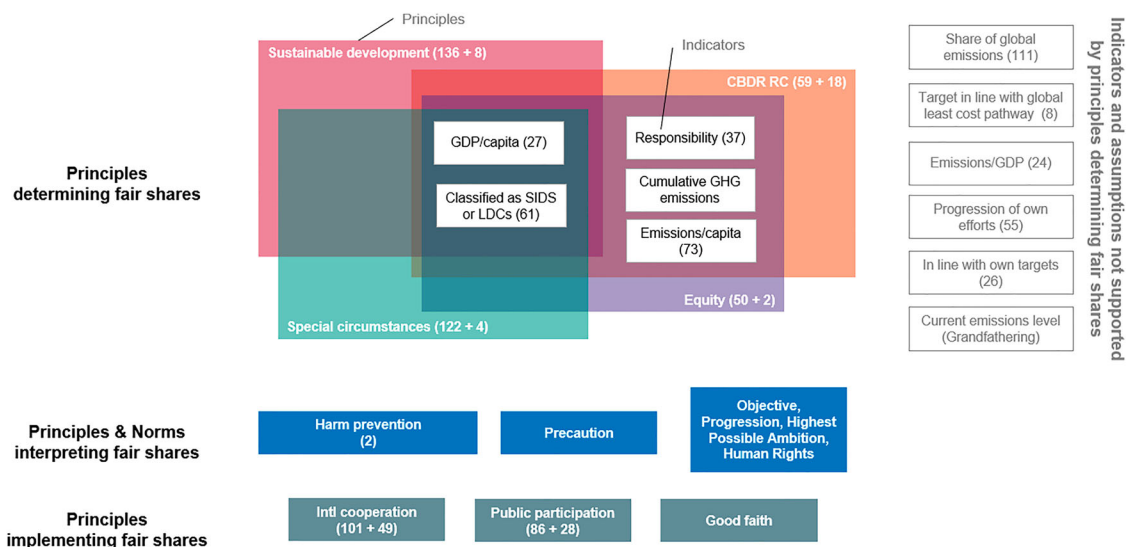 Principles
Indicators
Sustainable development (136 + 8)
CBDR RC (59 + 18)
GDP/capita (27)
Classified as SIDS
or LDCs (61)
Responsibility (37)
Cumulative GHG
emissions
Emissions/capita
(73)
Equity (50 + 2)
Special circumstances (122 + 4)
Principles
determining fair shares
Share of global
emissions (111)
Target in line with global
least cost pathway (8)
Emissions/GDP (24)
Progression of own
efforts (55)
In line with own targets
(26)
Current emissions level
(Grandfathering)
Indicators and assumptions not supported
by principles determining fair shares
Principles & Norms
interpreting fair shares
Harm prevention
(2)
Precaution
Objective,
Progression, Highest
Possible Ambition,
Human Rights
Principles
implementing fair shares
Intl cooperation
(101 + 49)
Public participation
(86 + 28)
Good faith